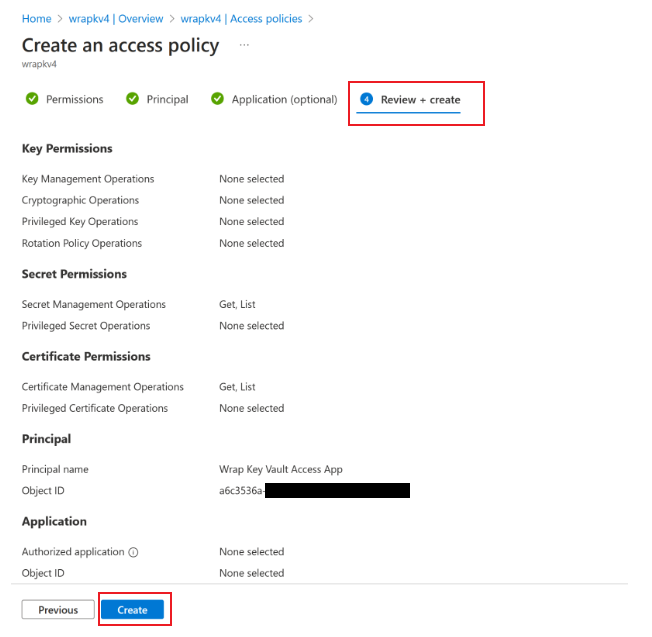 Home > wrapkv4 | Overview > wrapkv4 | Access policies >
Create an access policy ...
wrapkv4
Permissions Principal Application (optional) 4 Review + create
Key Permissions
Key Management Operations None selected
Cryptographic Operations None selected
Privileged Key Operations None selected
Rotation Policy Operations None selected
Secret Permissions
Secret Management Operations Get, List
Privileged Secret Operations None selected
Certificate Permissions
Certificate Management Operations Get, List
Privileged Certificate Operations None selected
Principal
Principal name Wrap Key Vault Access App
Object ID a6c3536a-
Application
Authorized application None selected
Object ID None selected
Previous Create